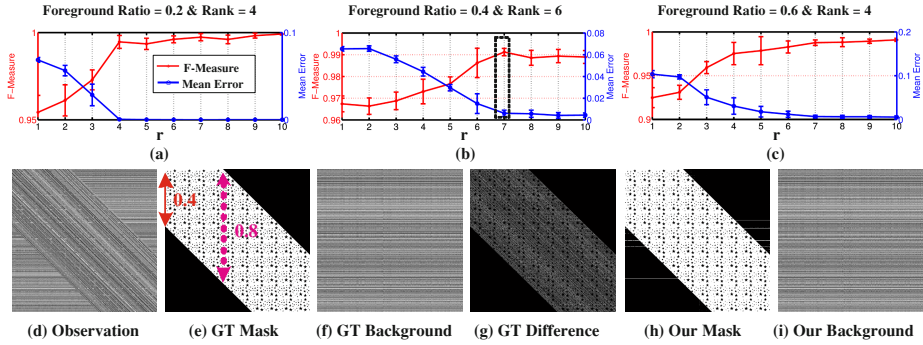 Foreground Ratio = 0.2 & Rank = 4
1
0.95
F-Measure
0.1
0
Mean Error
F-Measure
Mean Error
1 2 3 4 5 6 7 8 9 10
r
(a)
Foreground Ratio = 0.4 & Rank = 6
1
0.99
0.98
0.97
0.96
F-Measure
0.08
0.06
0.04
0.02
0
Mean Error
1 2 3 4 5 6 7 8 9 10
r
(b)
Foreground Ratio = 0.6 & Rank = 4
1
0.95
0.9
F-Measure
0.2
0.1
0
Mean Error
1 2 3 4 5 6 7 8 9 10
r
(c)
0.4
0.8
(d) Observation
(e) GT Mask
(f) GT Background
(g) GT Difference
(h) Our Mask
(i) Our Background